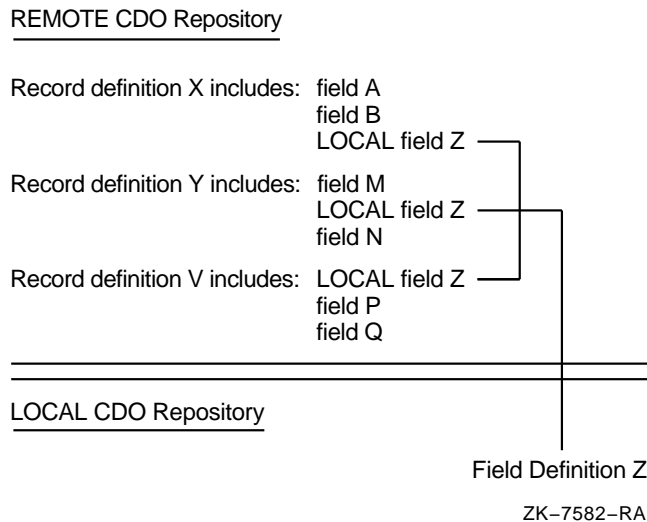 REMOTE CDO Repository
Record definition X includes: field A
field B
LOCAL field Z
Record definition Y includes: field M
LOCAL field Z
field N
Record definition V includes: LOCAL field Z
field P
field Q
LOCAL CDO Repository
Field Definition Z
ZK−7582−RA